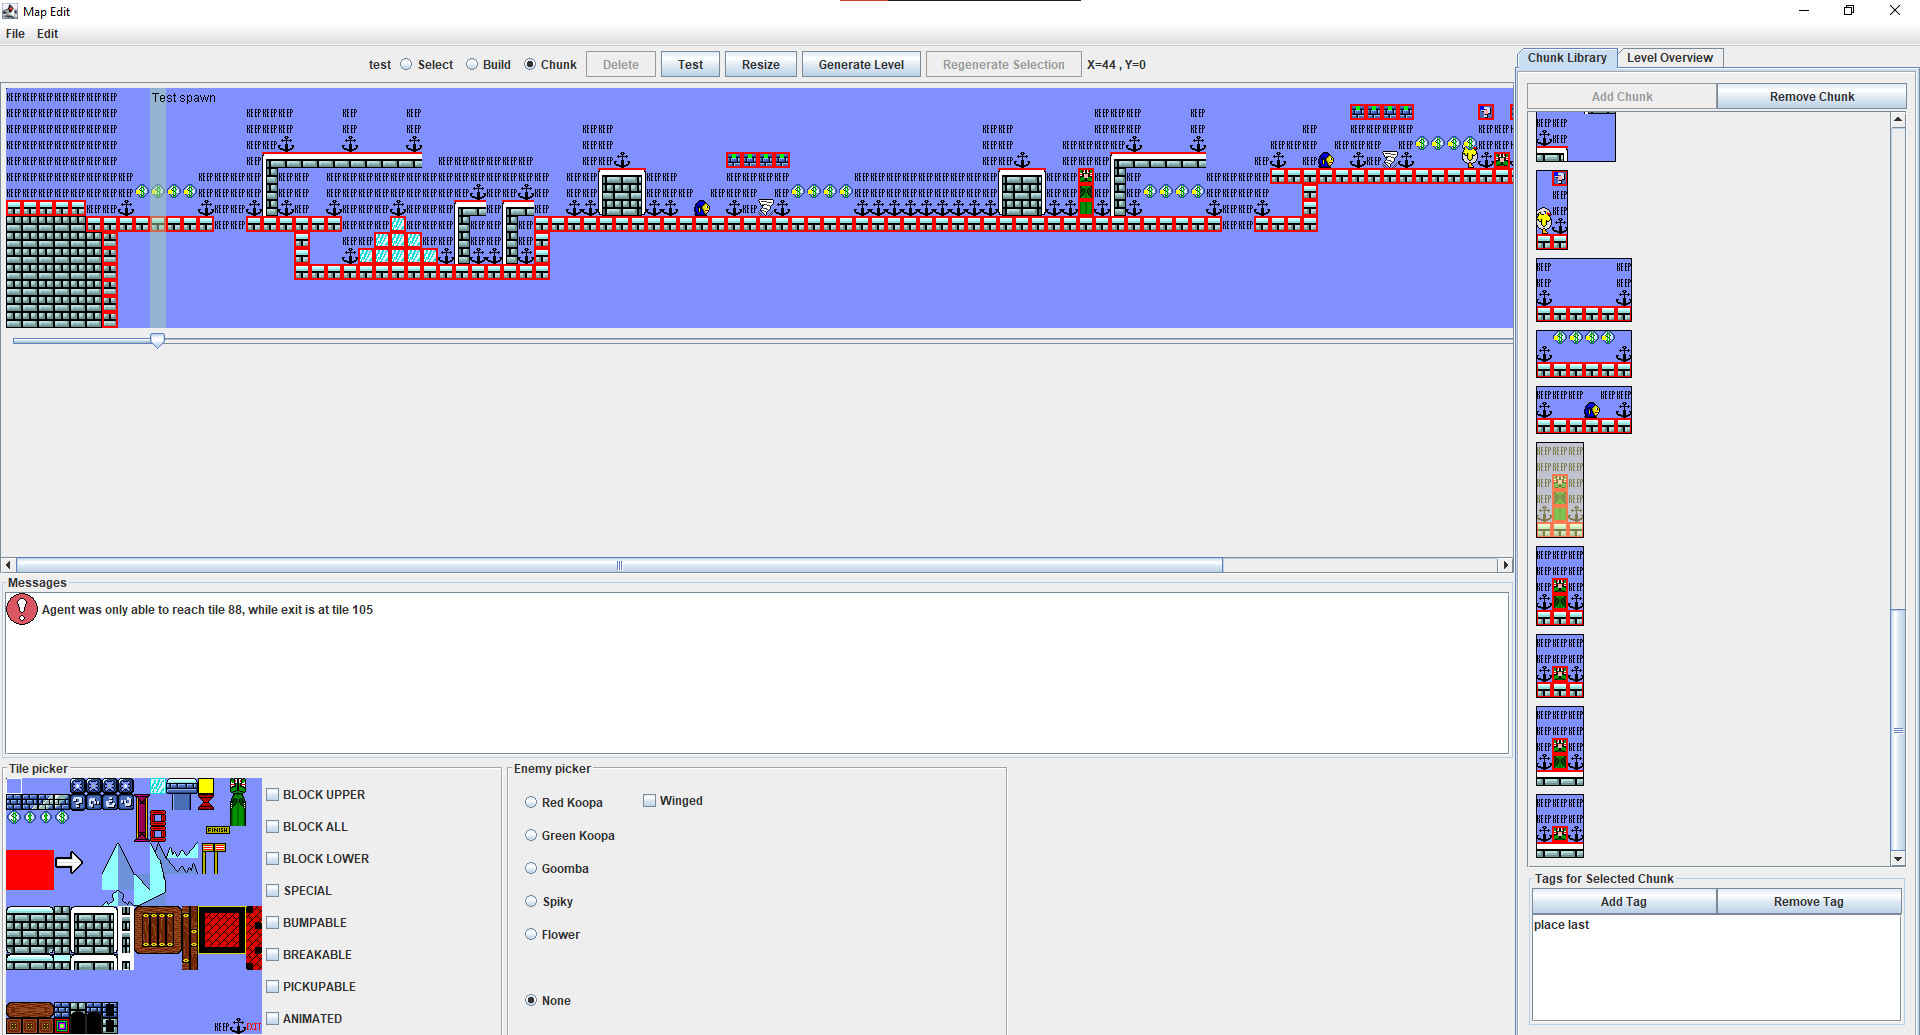 Map Edit
File Edit
test Select Build Chunk Delete Test Resize Generate Level Regenerate Selection X=44 , Y=0
Chunk Library Level Overview
Add Chunk Remove Chunk
Test spawn
Messages
Agent was only able to reach tile 88, while exit is at tile 105
Tile picker
BLOCK UPPER
BLOCK ALL
BLOCK LOWER
SPECIAL
BUMPABLE
BREAKABLE
PICKUPABLE
ANIMATED
FINISH
KEEP EXIT
Enemy picker
Red Koopa Winged
Green Koopa
Goomba
Spiky
Flower
None
Tags for Selected Chunk
Add Tag Remove Tag
place last